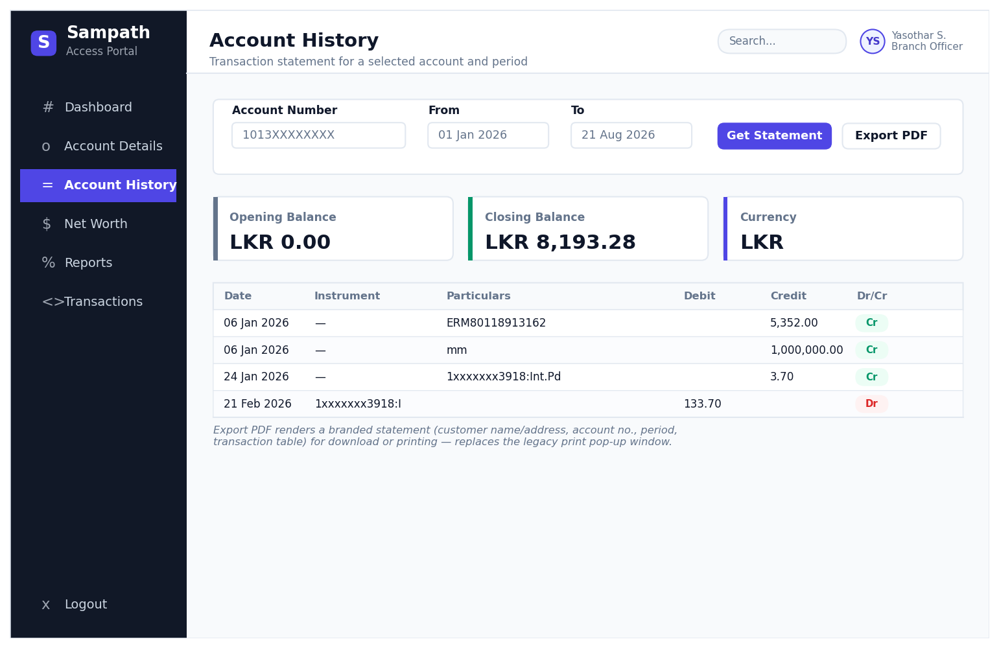 S
Sampath
Access Portal
# Dashboard
o Account Details
= Account History
$ Net Worth
% Reports
<> Transactions
x Logout
Account History
Transaction statement for a selected account and period
Search...
YS
Yasothar S.
Branch Officer
Account Number From To
1013XXXXXXXX 01 Jan 2026 21 Aug 2026 Get Statement Export PDF
Opening Balance
LKR 0.00
Closing Balance
LKR 8,193.28
Currency
LKR
Date Instrument Particulars Debit Credit Dr/Cr
06 Jan 2026 — ERM80118913162 5,352.00 Cr
06 Jan 2026 — mm 1,000,000.00 Cr
24 Jan 2026 — 1xxxxxxx3918:Int.Pd 3.70 Cr
21 Feb 2026 1xxxxxxx3918:I 133.70 Dr
Export PDF renders a branded statement (customer name/address, account no., period,
transaction table) for download or printing — replaces the legacy print pop-up window.